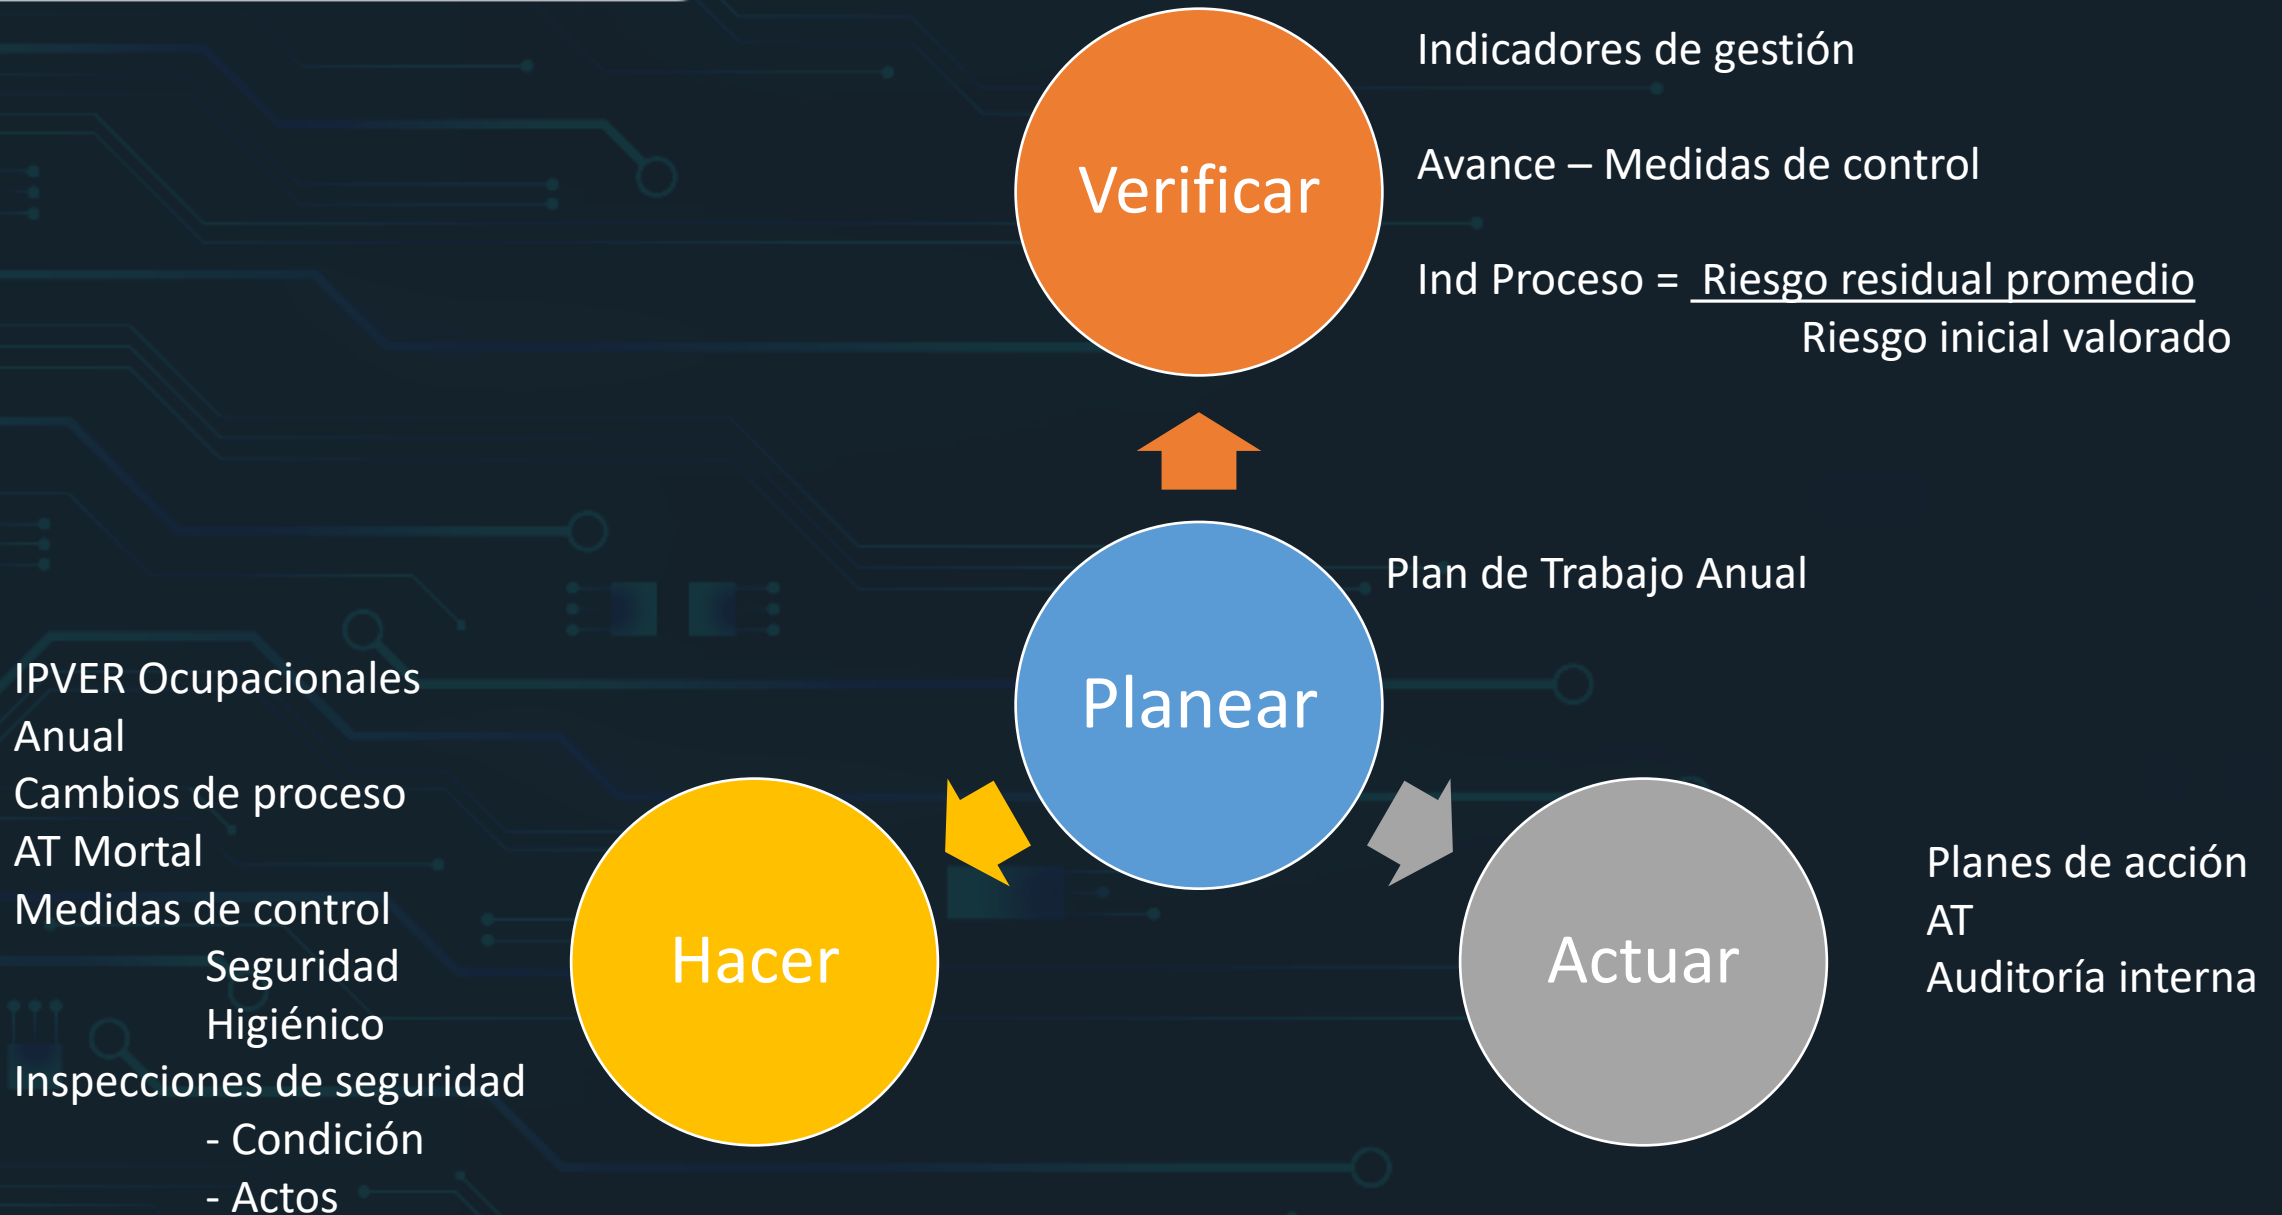 Verificar
Indicadores de gestión
Avance – Medidas de control
Ind Proceso = Riesgo residual promedio
Riesgo inicial valorado
Planear
Plan de Trabajo Anual
Hacer
IPVER Ocupacionales
Anual
Cambios de proceso
AT Mortal
Medidas de control
Seguridad
Higiénico
Inspecciones de seguridad
- Condición
- Actos
Actuar
Planes de acción
AT
Auditoría interna